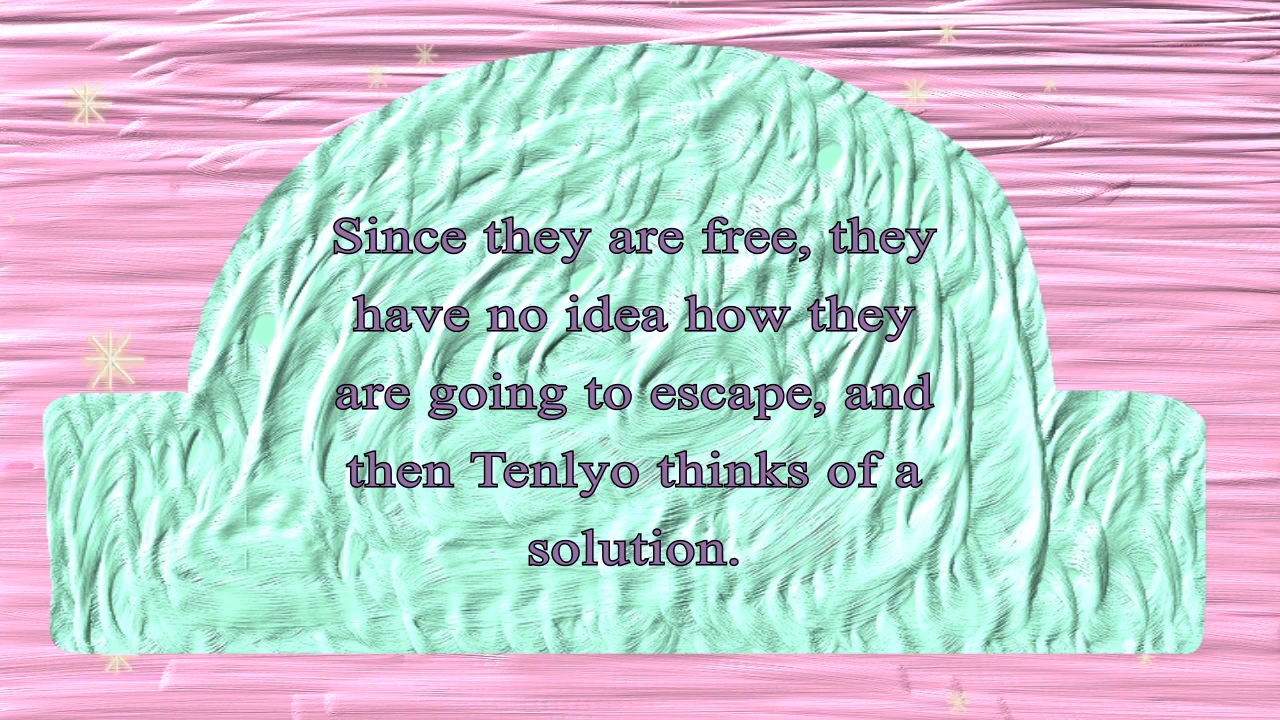 Since they are free, they
have no idea how they
are going to escape, and
then Tenlyo thinks of a
solution.